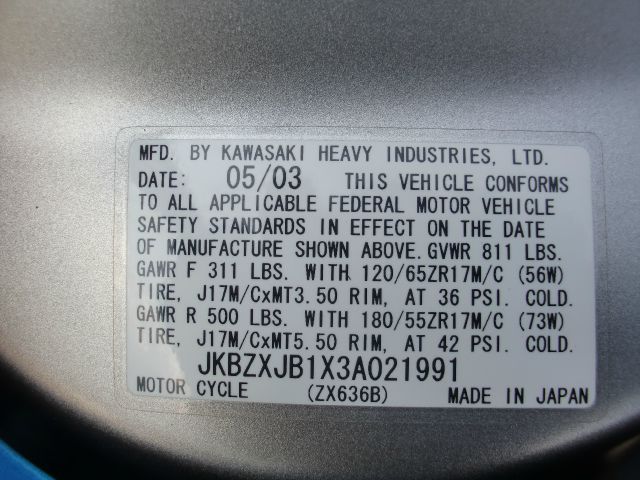 MFD. BY KAWASAKI HEAVY INDUSTRIES, LTD.
DATE: 05/03 THIS VEHICLE CONFORMS
TO ALL APPLICABLE FEDERAL MOTOR VEHICLE
SAFETY STANDARDS IN EFFECT ON THE DATE
OF MANUFACTURE SHOWN ABOVE. GVWR 811 LBS.
GAWR F 311 LBS. WITH 120/65ZR17M/C (56W)
TIRE, J17M/CxMT3.50 RIM, AT 36 PSI. COLD.
GAWR R 500 LBS. WITH 180/55ZR17M/C (73W)
TIRE, J17M/CxMT5.50 RIM, AT 42 PSI. COLD.
JKBZXJB1X3A021991
MOTOR CYCLE (ZX636B) MADE IN JAPAN